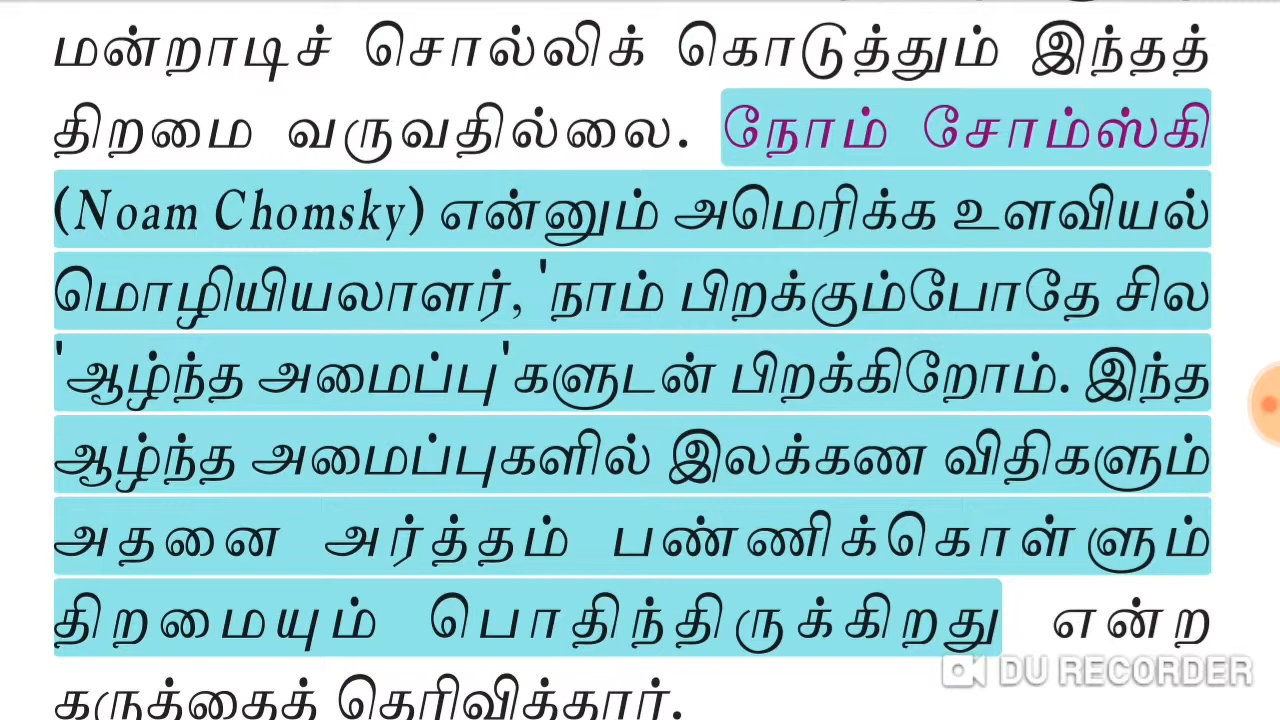 மன்றாடிச் சொல்லிக் கொடுத்தும் இந்தத்
திறமை வருவதில்லை. நோம் சோம்ஸ்கி
(Noam Chomsky) என்னும் அமெரிக்க உளவியல்
மொழியியலாளர், 'நாம் பிறக்கும்போதே சில
'ஆழ்ந்த அமைப்பு'களுடன் பிறக்கிறோம். இந்த
ஆழ்ந்த அமைப்புகளில் இலக்கண விதிகளும்
அதனை அர்த்தம் பண்ணிக்கொள்ளும்
திறமையும் பொதிந்திருக்கிறது என்ற
DU RECORDER
கருத்தைத் தெரிவித்தார்.